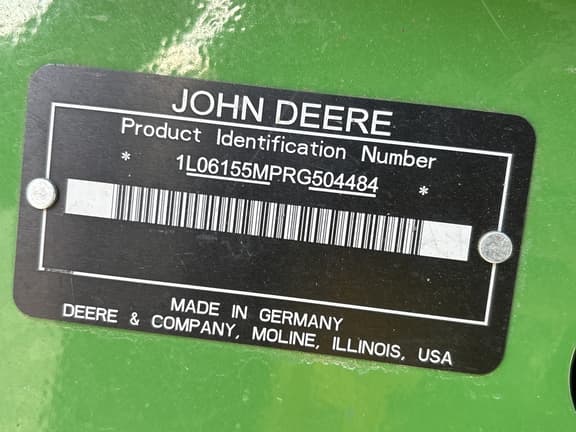 JOHN DEERE
Product Identification Number
* 1L06155MPRG504484 *
MADE IN GERMANY
DEERE & COMPANY, MOLINE, ILLINOIS, USA